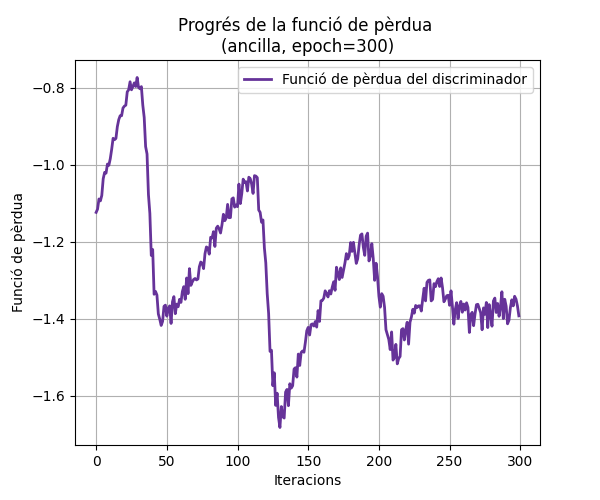 Progrés de la funció de pèrdua
(ancilla, epoch=300)
Funció de pèrdua del discriminador
Funció de pèrdua
−0.8
−1.0
−1.2
−1.4
−1.6
0 50 100 150 200 250 300
Iteracions